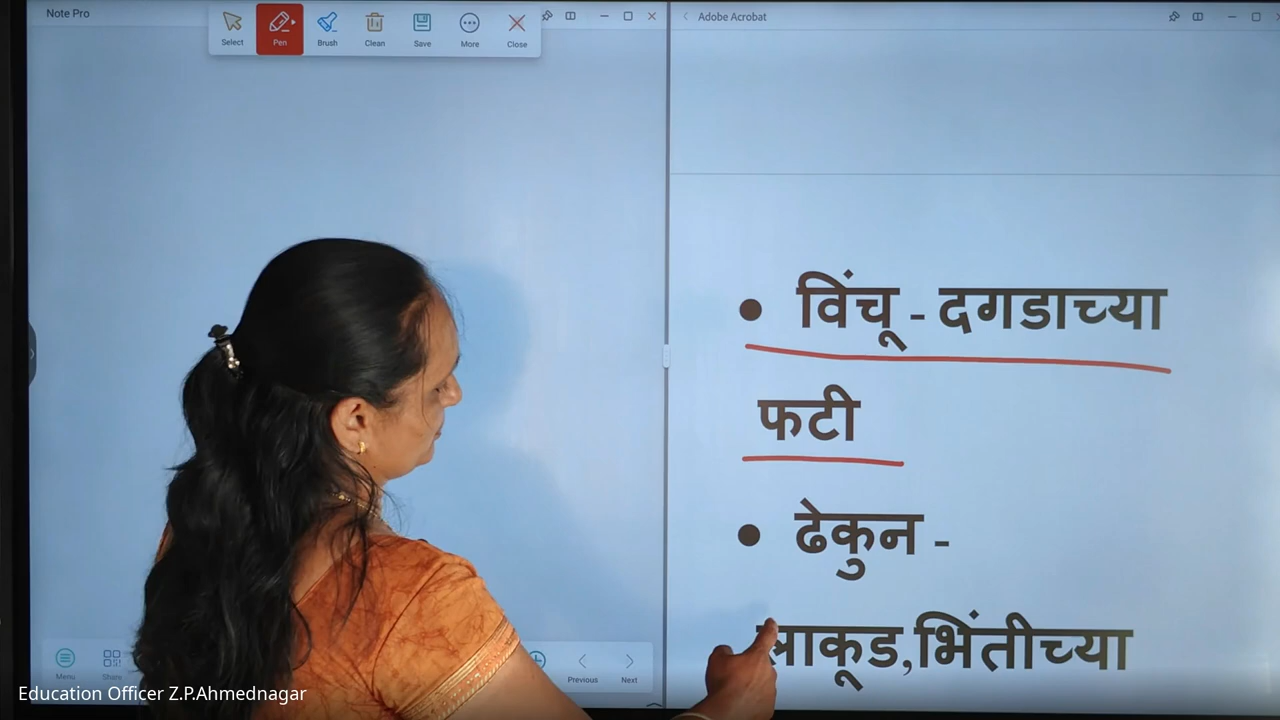 Note Pro
Select
Pen
Brush
Clean
Save
More
Close
Adobe Acrobat
• विंचू - दगडाच्या
फटी
• ढेकुन -
लाकूड,भिंतीच्या
Menu
Share
Previous
Next
Education Officer Z.P.Ahmednagar